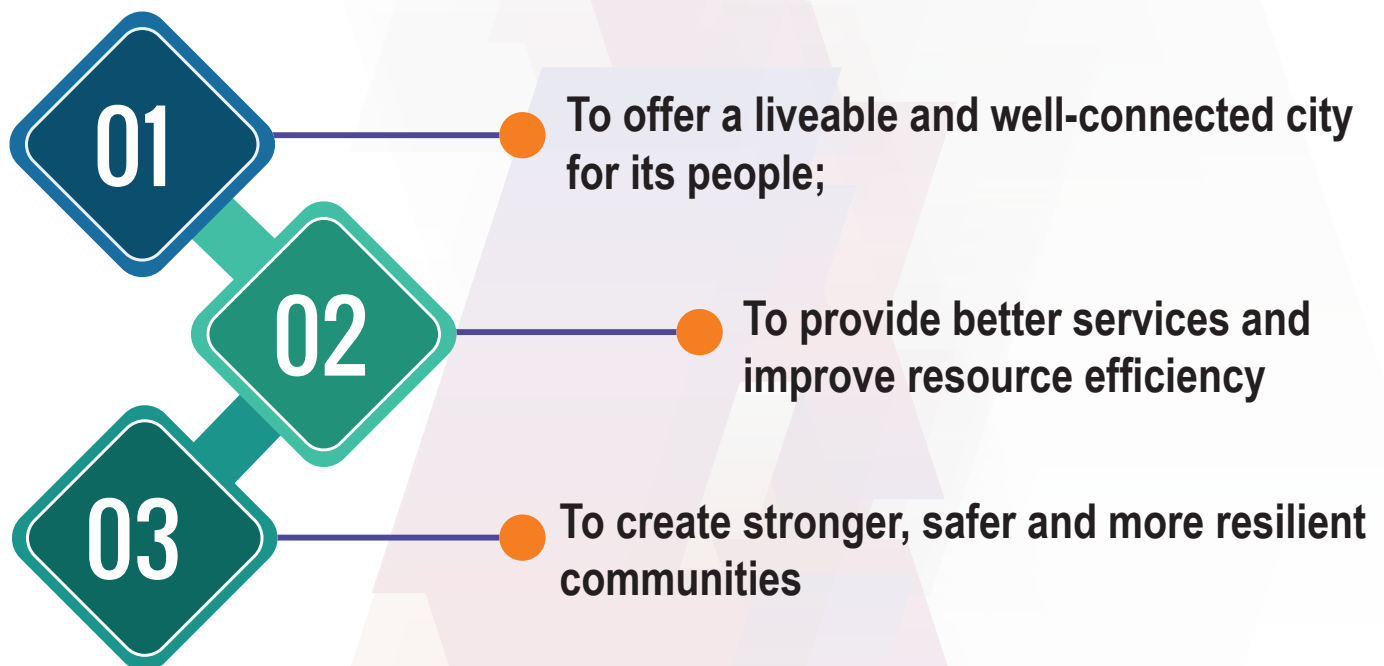 01
To offer a liveable and well-connected city
for its people;
02
To provide better services and
improve resource efficiency
03
To create stronger, safer and more resilient
communities